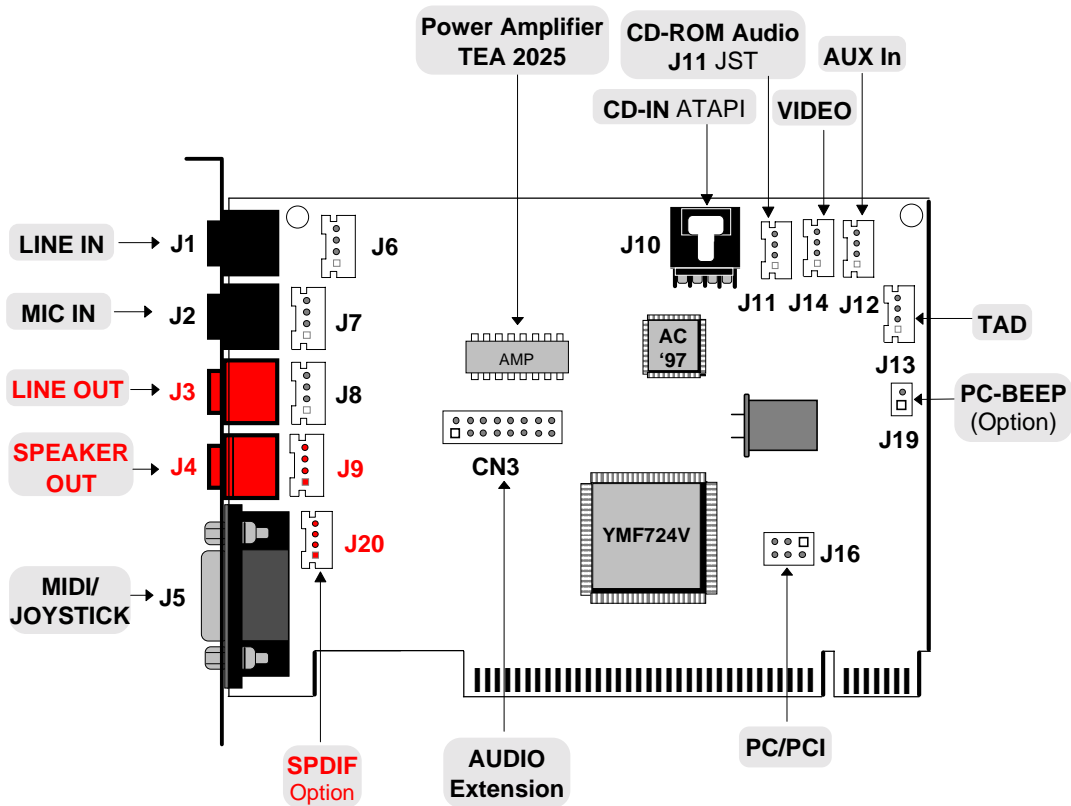 Power Amplifier
TEA 2025
CD-ROM Audio
J11 JST
AUX In
CD-IN ATAPI
VIDEO
LINE IN
J1
J6
J10
J11
J14
J12
MIC IN
J2
J7
TAD
AMP
AC
‘97
J13
LINE OUT
J3
J8
PC-BEEP
(Option)
J19
SPEAKER
OUT
J4
J9
CN3
J20
YMF724V
J16
MIDI/
JOYSTICK
J5
SPDIF
Option
AUDIO
Extension
PC/PCI